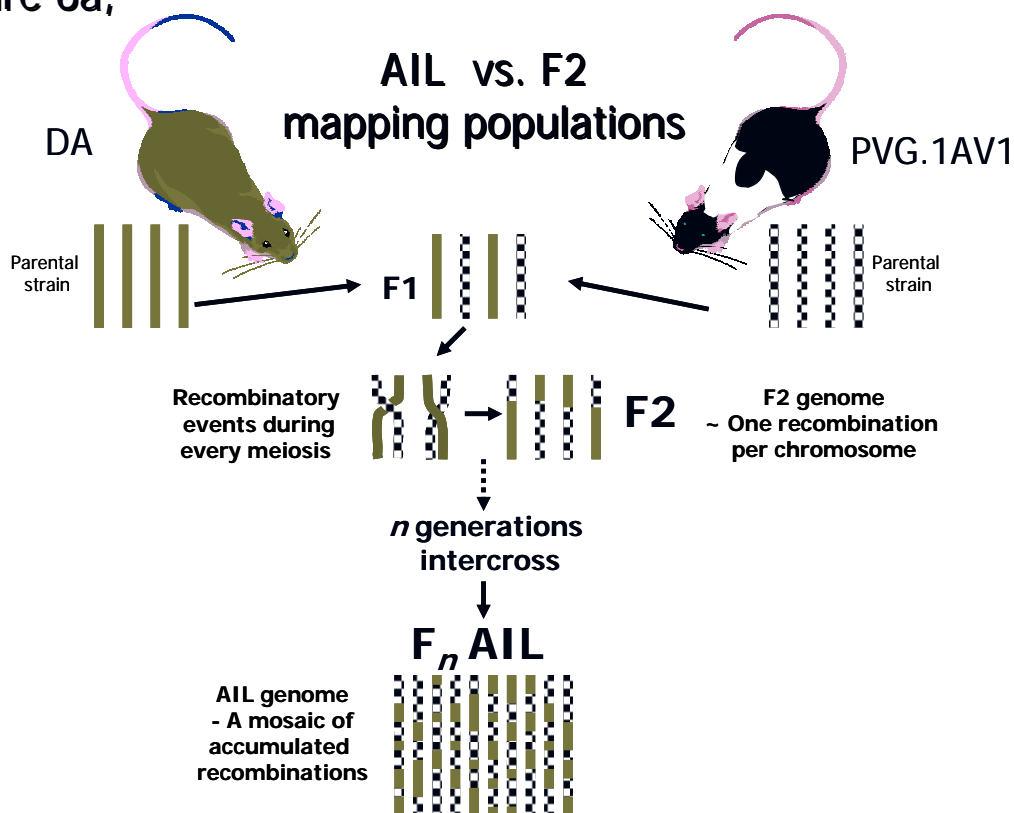 6a,
AIL vs. F2
mapping populations
DA
PVG.1AV1
Parental
strain
F1
Parental
strain
Recombinatory
events during
every meiosis
F2
F2 genome
~ One recombination
per chromosome
n generations
intercross
Fn AIL
AIL genome
- A mosaic of
accumulated
recombinations